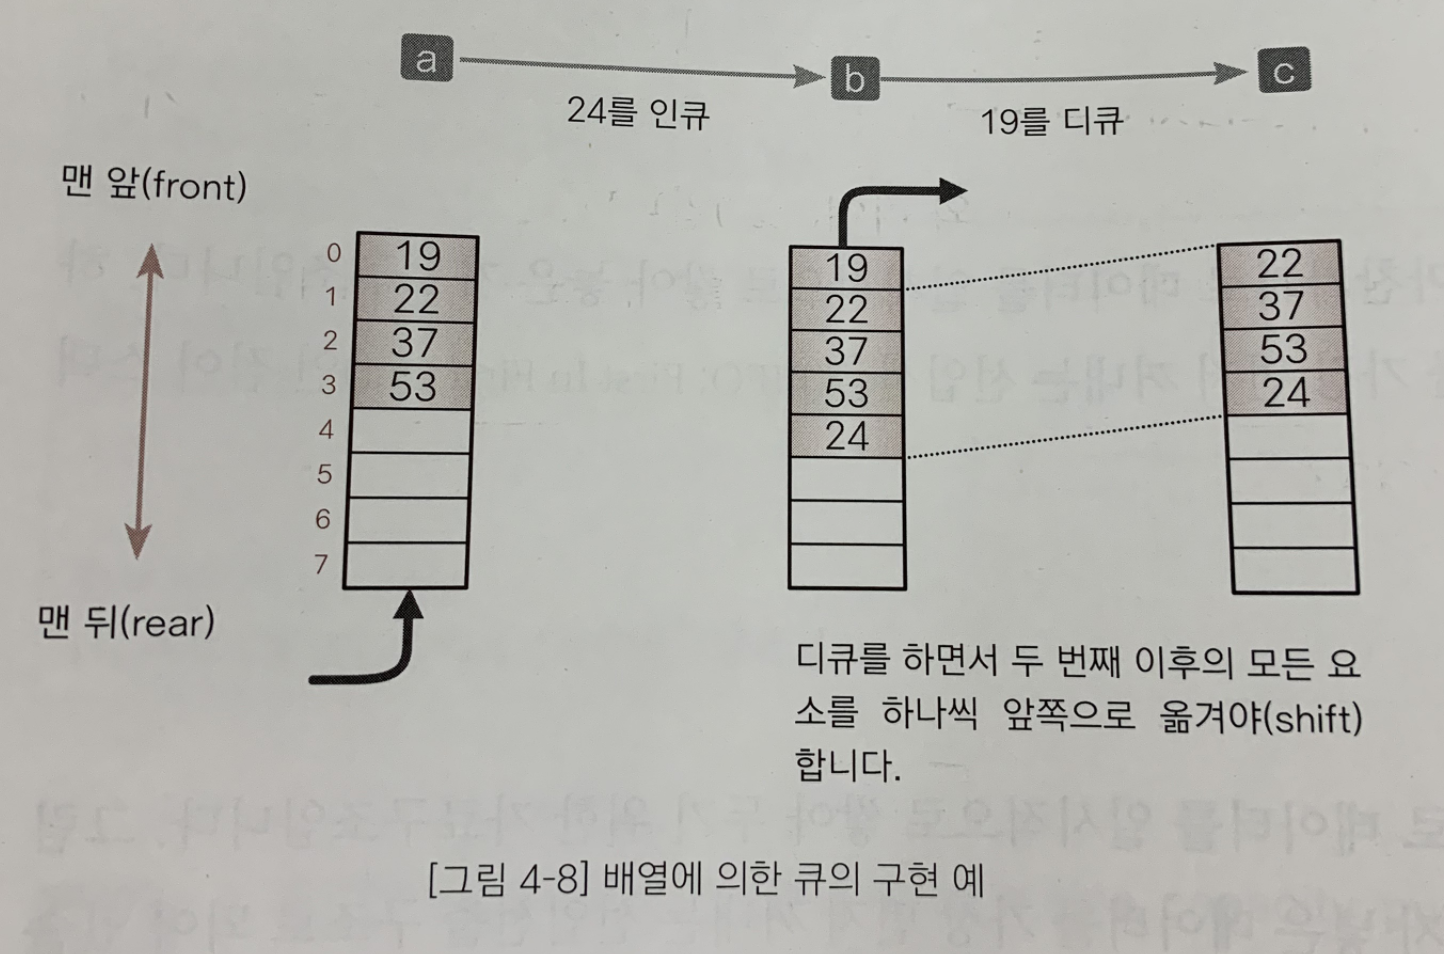 a
b
c
24를 인큐
19를 디큐
맨 앞(front)
0 19
1 22
2 37
3 53
4
5
6
7
19
22
37
53
24
22
37
53
24
맨 뒤(rear)
디큐를 하면서 두 번째 이후의 모든 요
소를 하나씩 앞쪽으로 옮겨야(shift)
합니다.
[그림 4-8] 배열에 의한 큐의 구현 예